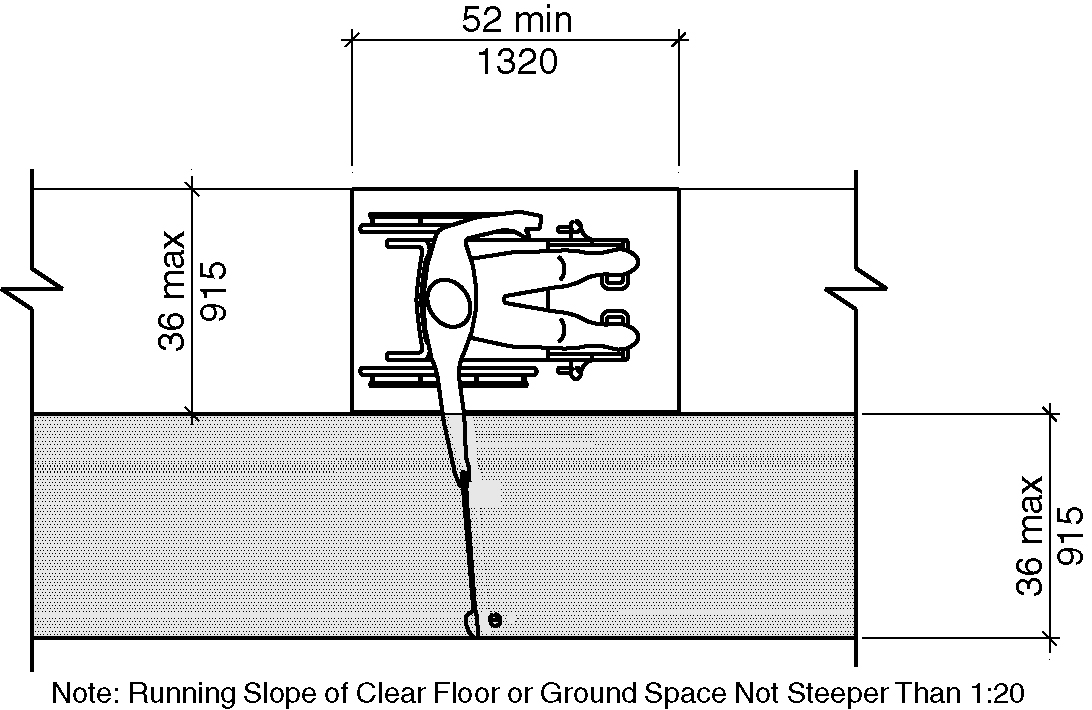 52 min
1320
36 max
915
36 max
915
Note: Running Slope of Clear Floor or Ground Space Not Steeper Than 1:20